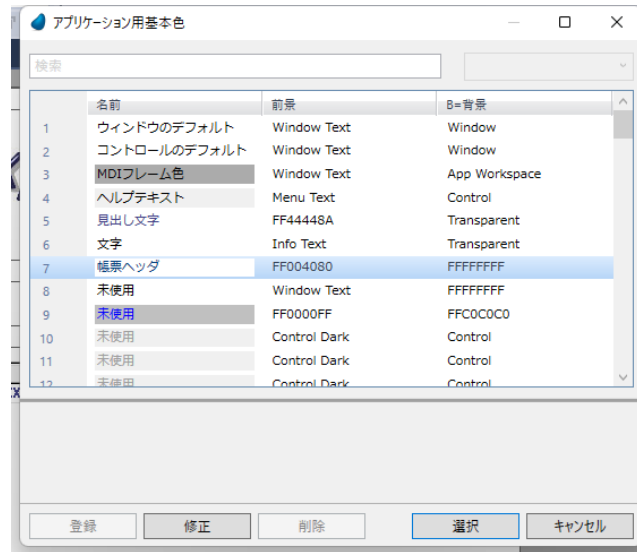 アプリケーション用基本色
検索
名前 前景 B=背景
1 ウィンドウのデフォルト Window Text Window
2 コントロールのデフォルト Window Text Window
3 MDIフレーム色 Window Text App Workspace
4 ヘルプテキスト Menu Text Control
5 見出し文字 FF44448A Transparent
6 文字 Info Text Transparent
7 帳票ヘッダ FF004080 FFFFFFFF
8 未使用 Window Text FFFFFFFF
9 未使用 FF0000FF FFC0C0C0
10 未使用 Control Dark Control
11 未使用 Control Dark Control
12 未使用 Control Dark Control
登録 修正 削除 選択 キャンセル